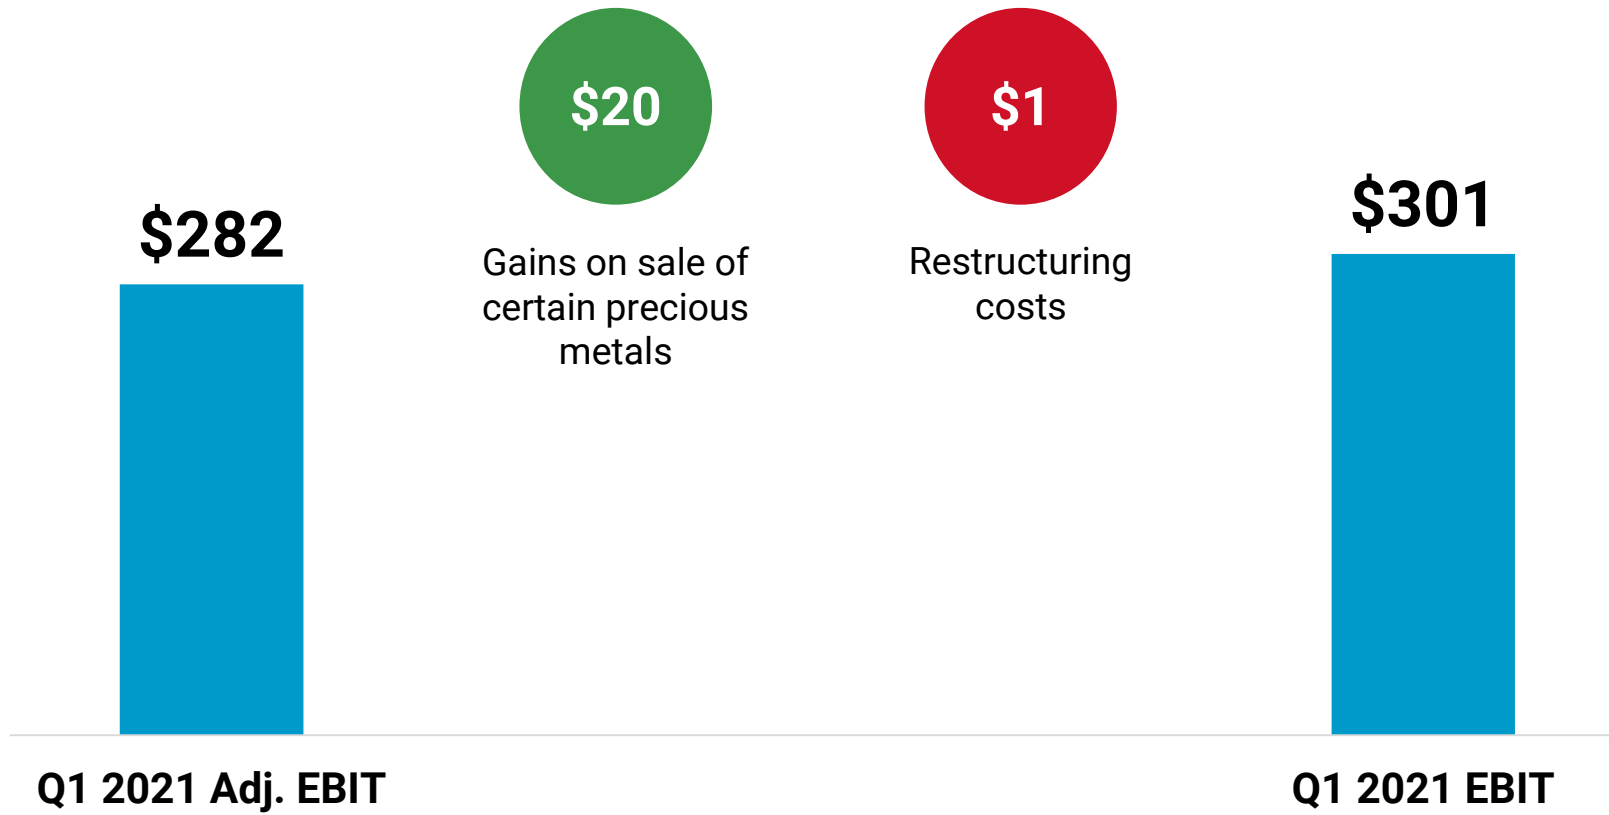 $20
$1
$282
$301
Gains on sale of
certain precious
metals
Restructuring
costs
Q1 2021 Adj. EBIT
Q1 2021 EBIT